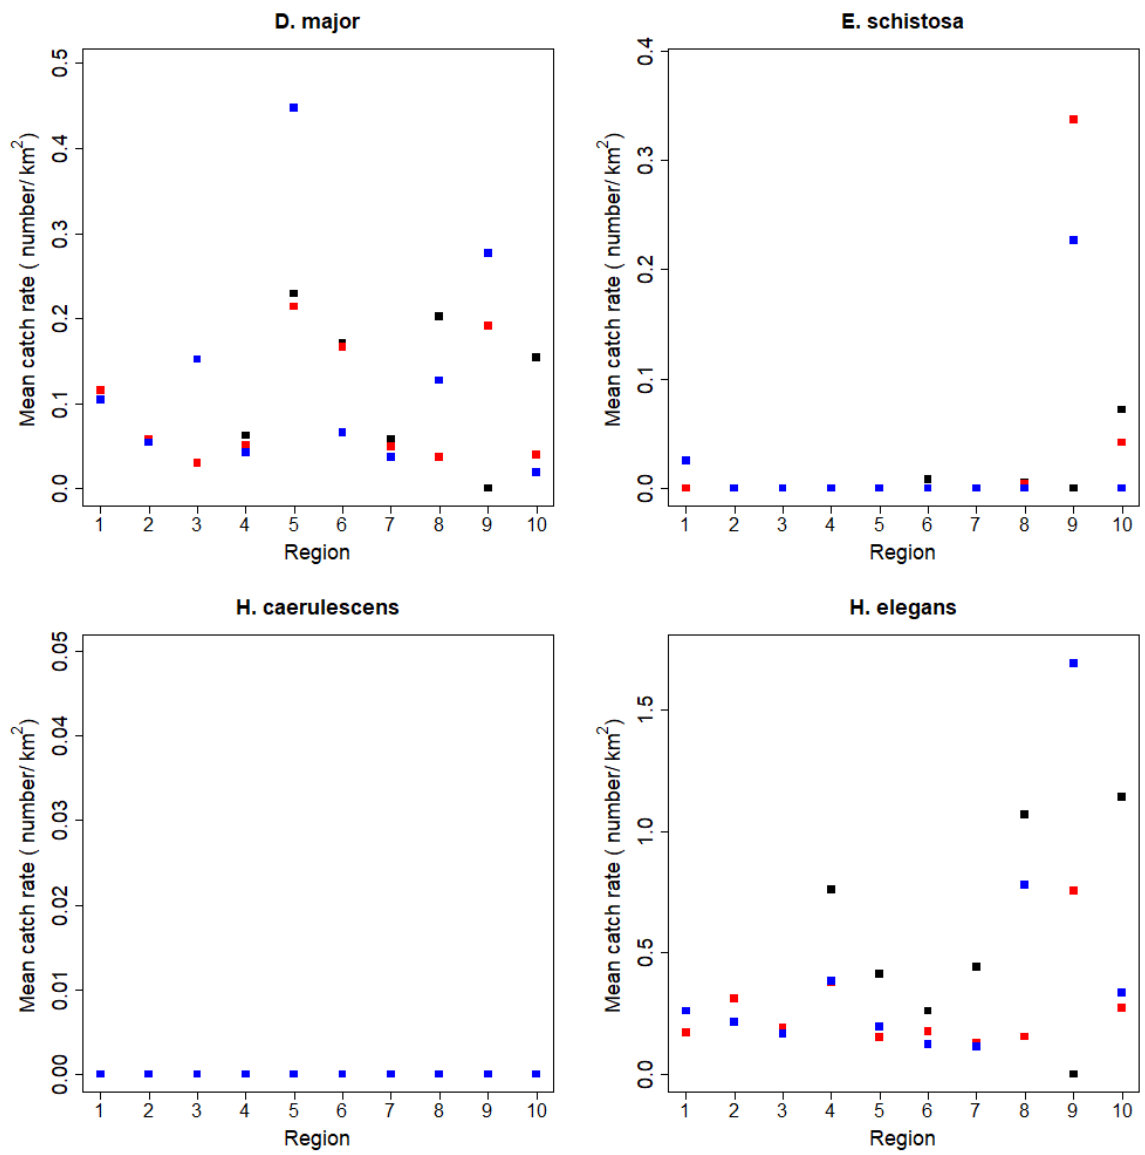 D. major
Mean catch rate ( number/ km²)
0.5
0.4
0.3
0.2
0.1
0.0
1 2 3 4 5 6 7 8 9 10
Region
E. schistosa
Mean catch rate ( number/ km²)
0.4
0.3
0.2
0.1
0.0
1 2 3 4 5 6 7 8 9 10
Region
H. caerulescens
Mean catch rate ( number/ km²)
0.05
0.04
0.03
0.02
0.01
0.00
1 2 3 4 5 6 7 8 9 10
Region
H. elegans
Mean catch rate ( number/ km²)
1.5
1.0
0.5
0.0
1 2 3 4 5 6 7 8 9 10
Region